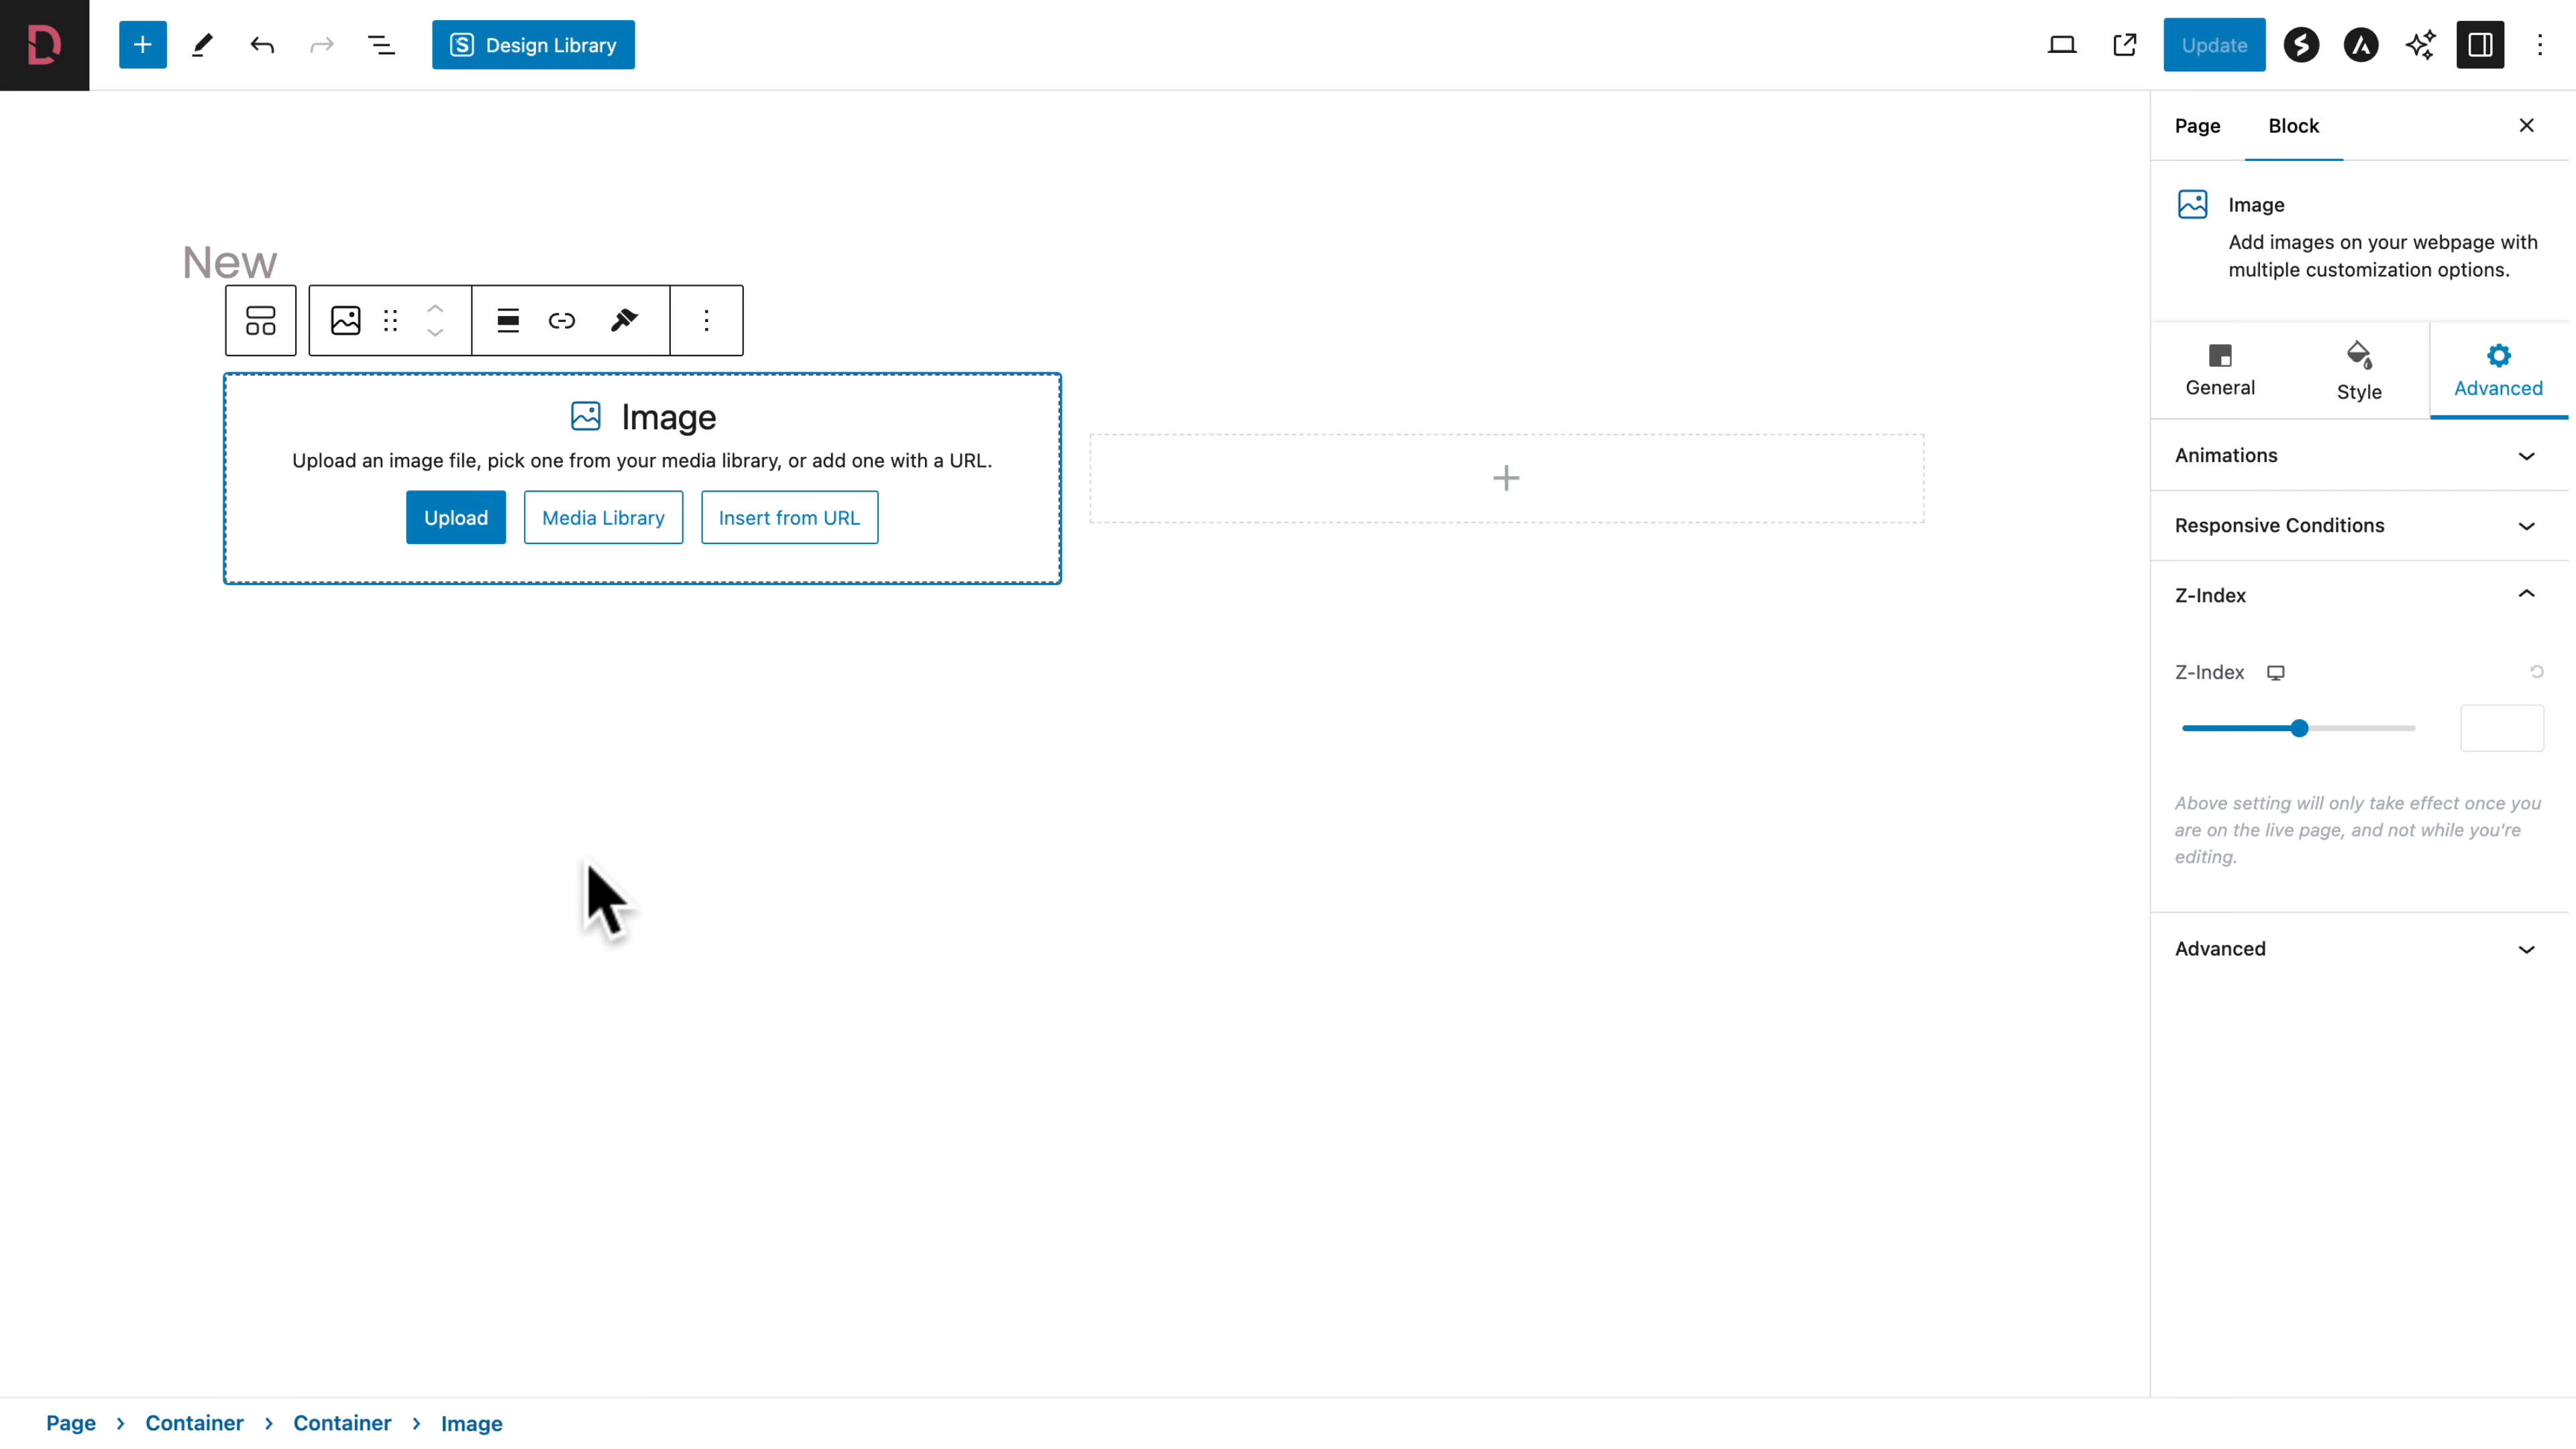 Design Library
Update
New
Image
Upload an image file, pick one from your media library, or add one with a URL.
Upload
Media Library
Insert from URL
Page
Block
Image
Add images on your webpage with
multiple customization options.
General
Style
Advanced
Animations
Responsive Conditions
Z-Index
Z-Index
Above setting will only take effect once you
are on the live page, and not while you're
editing.
Advanced
Page > Container > Container > Image